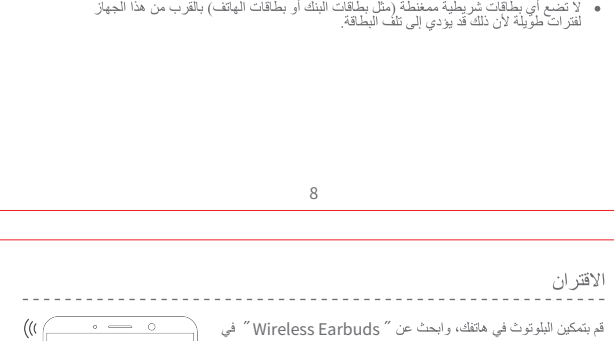 • لا تضع أي بطاقات شريطية ممغنطة (مثل بطاقات البنك أو بطاقات الهاتف) بالقرب من هذا الجهاز
لفترات طويلة لأن ذلك قد يؤدي إلى تلف البطاقة.
8
الاقتران
قم بتمكين البلوتوث في هاتفك، وابحث عن ״Wireless Earbuds״ في